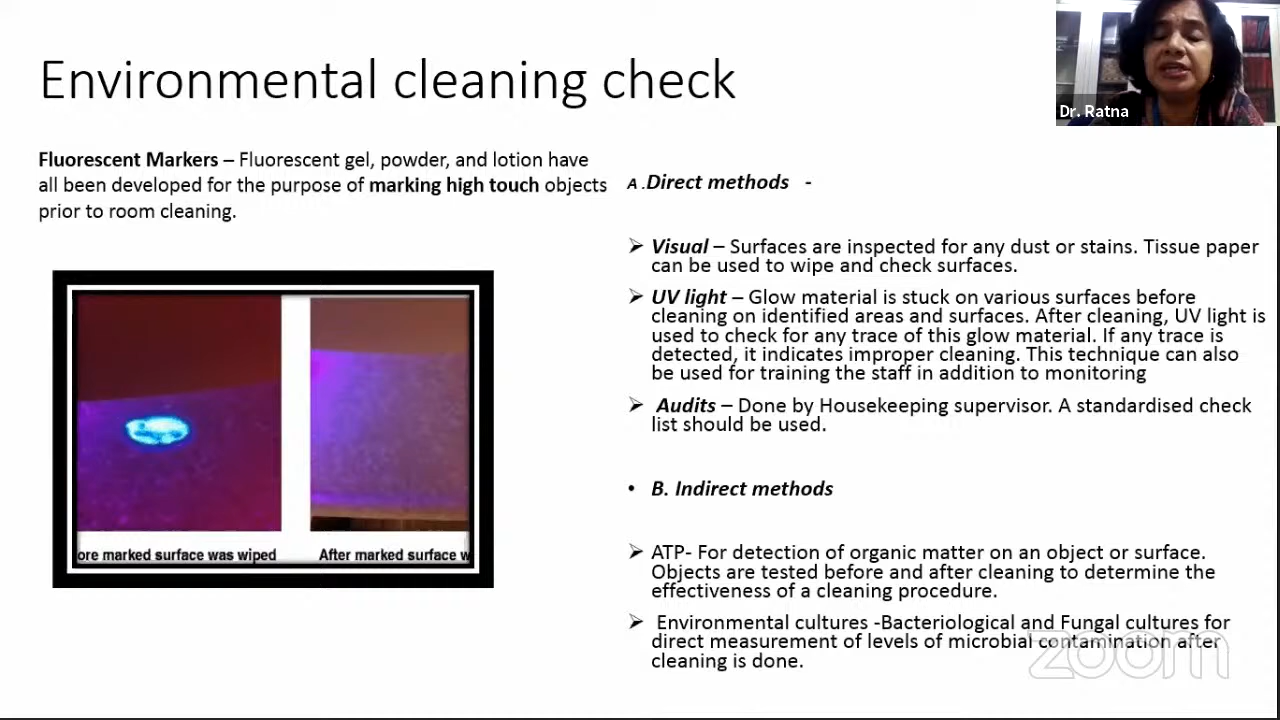 Environmental cleaning check
Dr. Ratna
Fluorescent Markers – Fluorescent gel, powder, and lotion have
all been developed for the purpose of marking high touch objects
prior to room cleaning.
ore marked surface was wiped
After marked surface w
A .Direct methods -
➢ Visual – Surfaces are inspected for any dust or stains. Tissue paper
can be used to wipe and check surfaces.
➢ UV light – Glow material is stuck on various surfaces before
cleaning on identified areas and surfaces. After cleaning, UV light is
used to check for any trace of this glow material. If any trace is
detected, it indicates improper cleaning. This technique can also
be used for training the staff in addition to monitoring
➢ Audits – Done by Housekeeping supervisor. A standardised check
list should be used.
• B. Indirect methods
➢ ATP- For detection of organic matter on an object or surface.
Objects are tested before and after cleaning to determine the
effectiveness of a cleaning procedure.
➢ Environmental cultures -Bacteriological and Fungal cultures for
direct measurement of levels of microbial contamination after
cleaning is done.
zoom